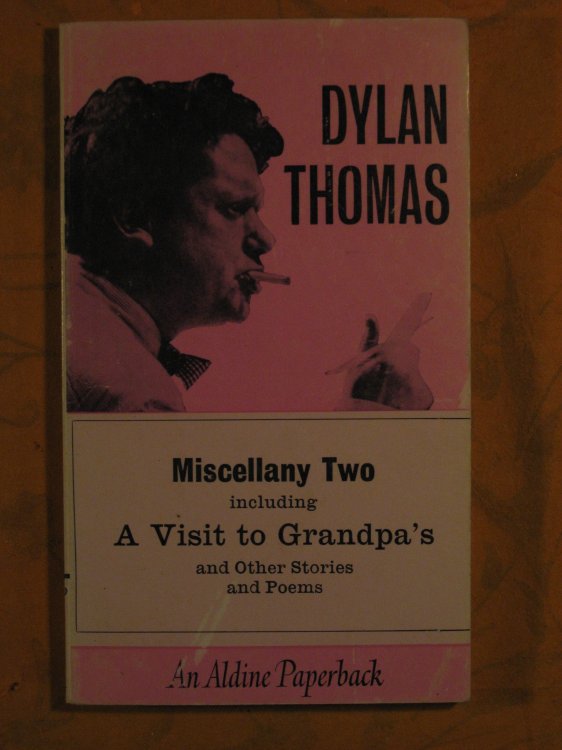 DYLAN
THOMAS
Miscellany Two
including
A Visit to Grandpa's
and Other Stories
and Poems
An Aldine Paperback